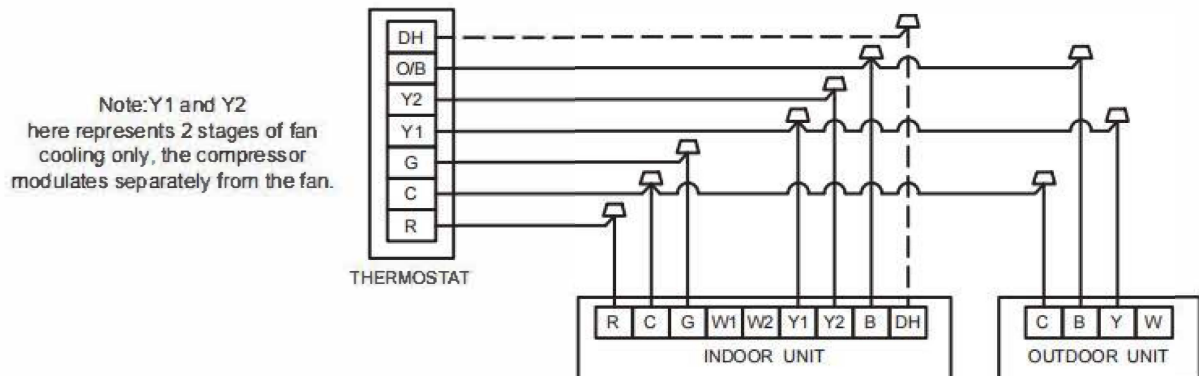 Note:Y1 and Y2
here represents 2 stages of fan
cooling only, the compressor
modulates separately from the fan.
DH
O/B
Y2
Y1
G
C
R
THERMOSTAT
R C G W1 W2 Y1 Y2 B DH
INDOOR UNIT
C B Y W
OUTDOOR UNIT